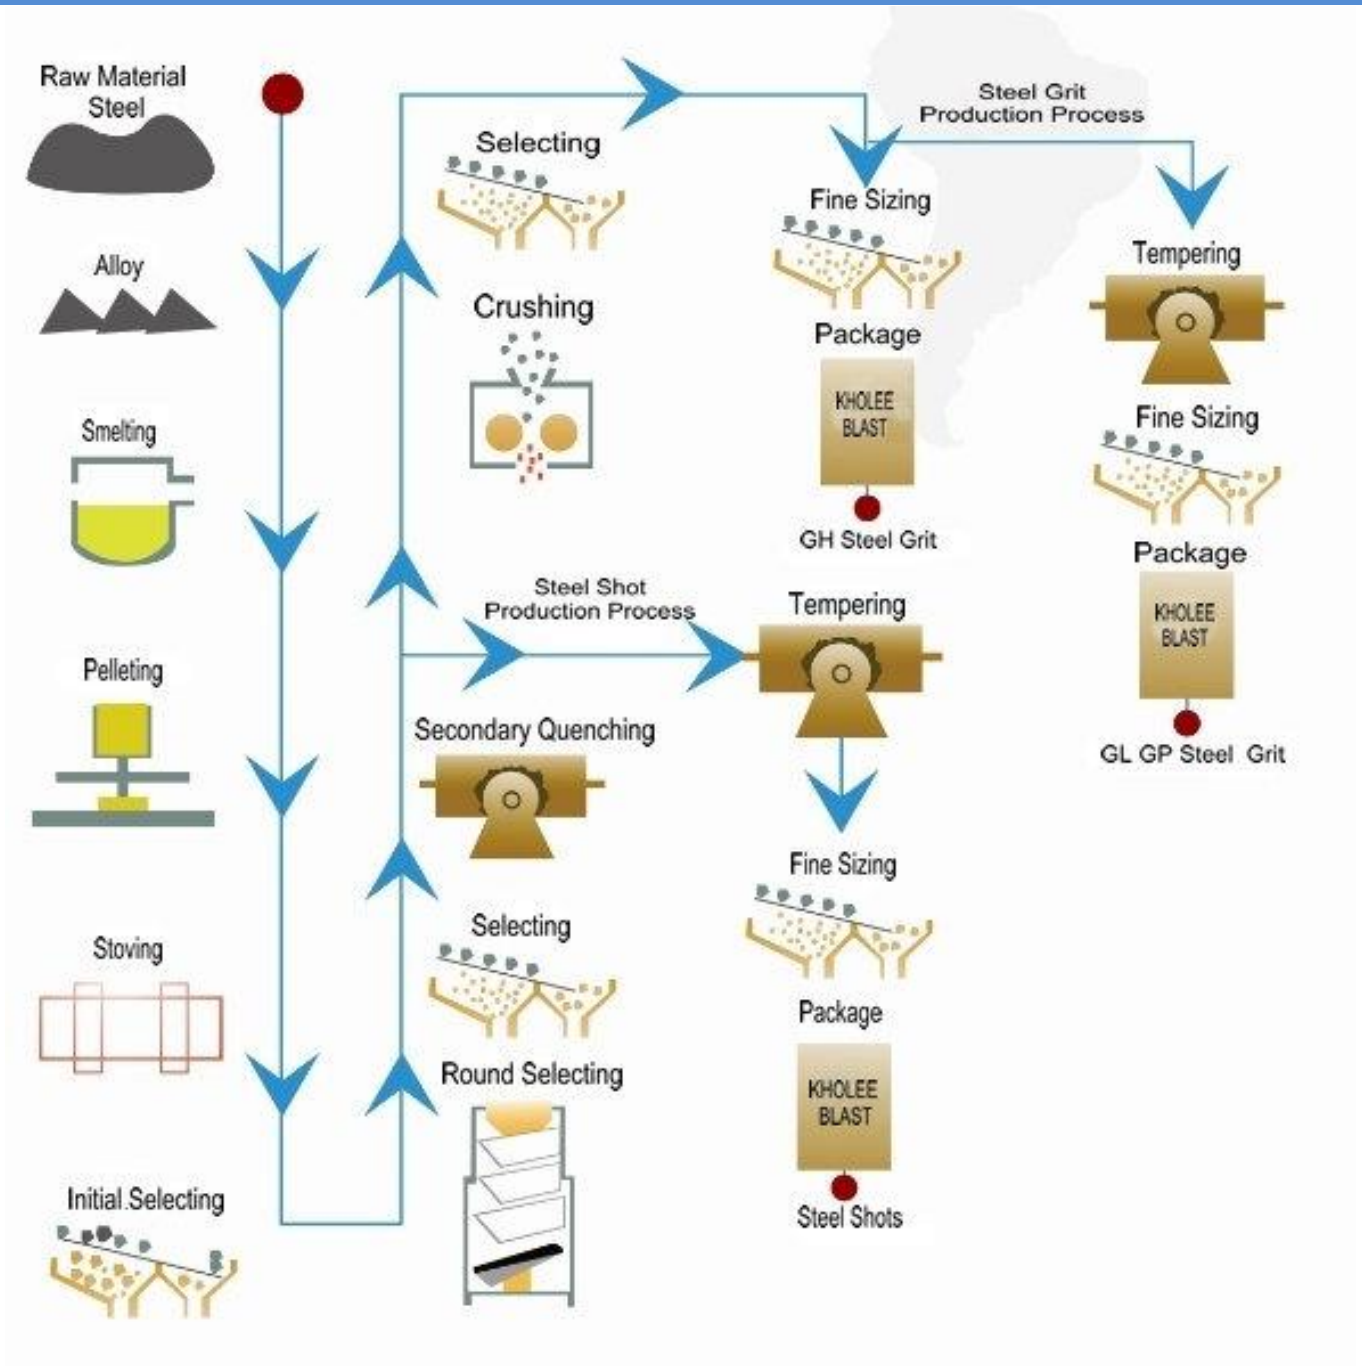 Raw Material
Steel
Alloy
Smelting
Pelleting
Stoving
Initial Selecting
Selecting
Crushing
Steel Shot
Production Process
Secondary Quenching
Selecting
Round Selecting
Steel Grit
Production Process
Fine Sizing
Package
KHOLEE
BLAST
GH Steel Grit
Tempering
Fine Sizing
Package
KHOLEE
BLAST
GL GP Steel Grit
Tempering
Fine Sizing
Package
KHOLEE
BLAST
Steel Shots